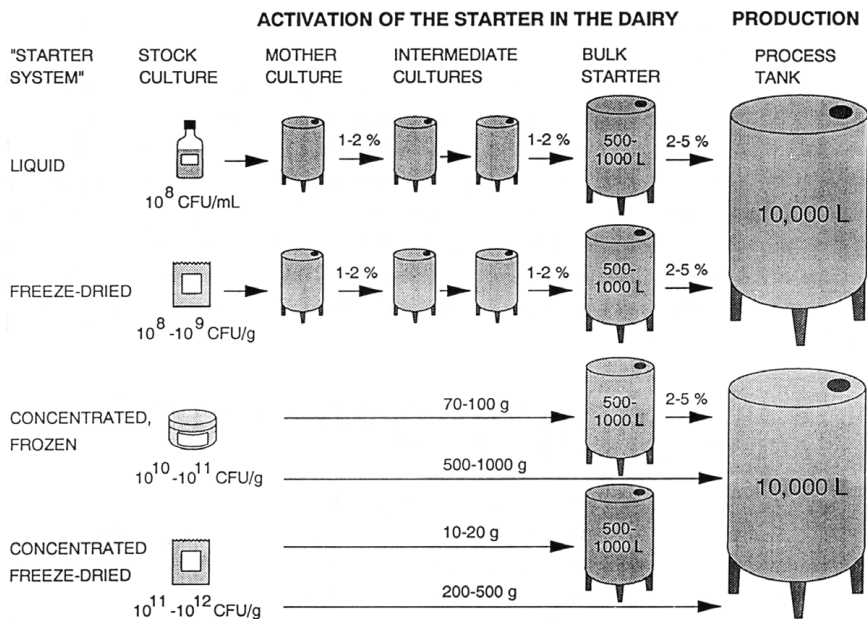 ACTIVATION OF THE STARTER IN THE DAIRY
PRODUCTION
"STARTER
SYSTEM"
STOCK
CULTURE
MOTHER
CULTURE
INTERMEDIATE
CULTURES
BULK
STARTER
PROCESS
TANK
LIQUID
10^8 CFU/mL
1-2 %
1-2 %
500-
1000 L
2-5 %
10,000 L
FREEZE-DRIED
10^8 -10^9 CFU/g
1-2 %
1-2 %
500-
1000 L
2-5 %
CONCENTRATED,
FROZEN
10^10 -10^11 CFU/g
70-100 g
500-
1000 L
2-5 %
500-1000 g
10,000 L
CONCENTRATED
FREEZE-DRIED
10^11 -10^12 CFU/g
10-20 g
500-
1000 L
200-500 g